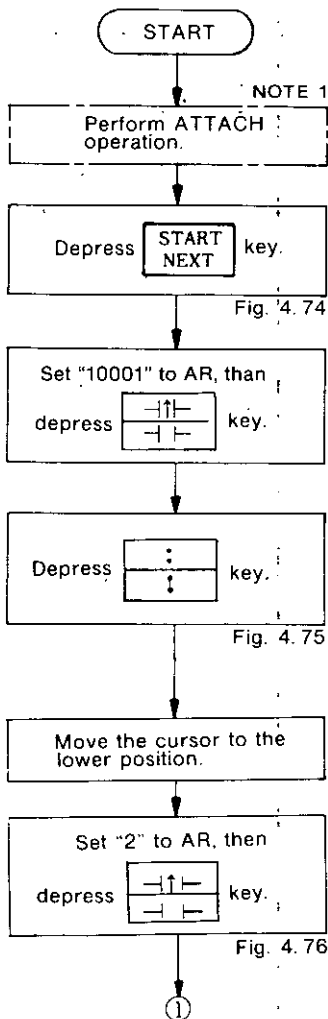 START
NOTE 1
Perform ATTACH
operation.
Depress START NEXT key.
Fig. 4.74
Set "10001" to AR, than
depress key.
Depress key.
Fig. 4.75
Move the cursor to the
lower position.
Set "2" to AR, then
depress key.
Fig. 4.76
1